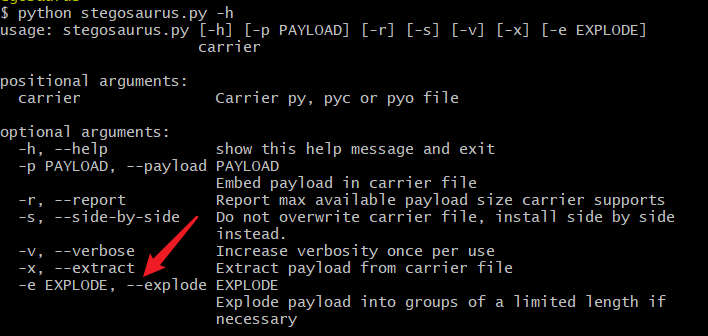 $ python stegosaurus.py -h
usage: stegosaurus.py [-h] [-p PAYLOAD] [-r] [-s] [-v] [-x] [-e EXPLODE]
carrier
positional arguments:
carrier Carrier py, pyc or pyo file
optional arguments:
-h, --help show this help message and exit
-p PAYLOAD, --payload PAYLOAD
Embed payload in carrier file
-r, --report Report max available payload size carrier supports
-s, --side-by-side Do not overwrite carrier file, install side by side
instead.
-v, --verbose Increase verbosity once per use
-x, --extract Extract payload from carrier file
-e EXPLODE, --explode EXPLODE
Explode payload into groups of a limited length if
necessary